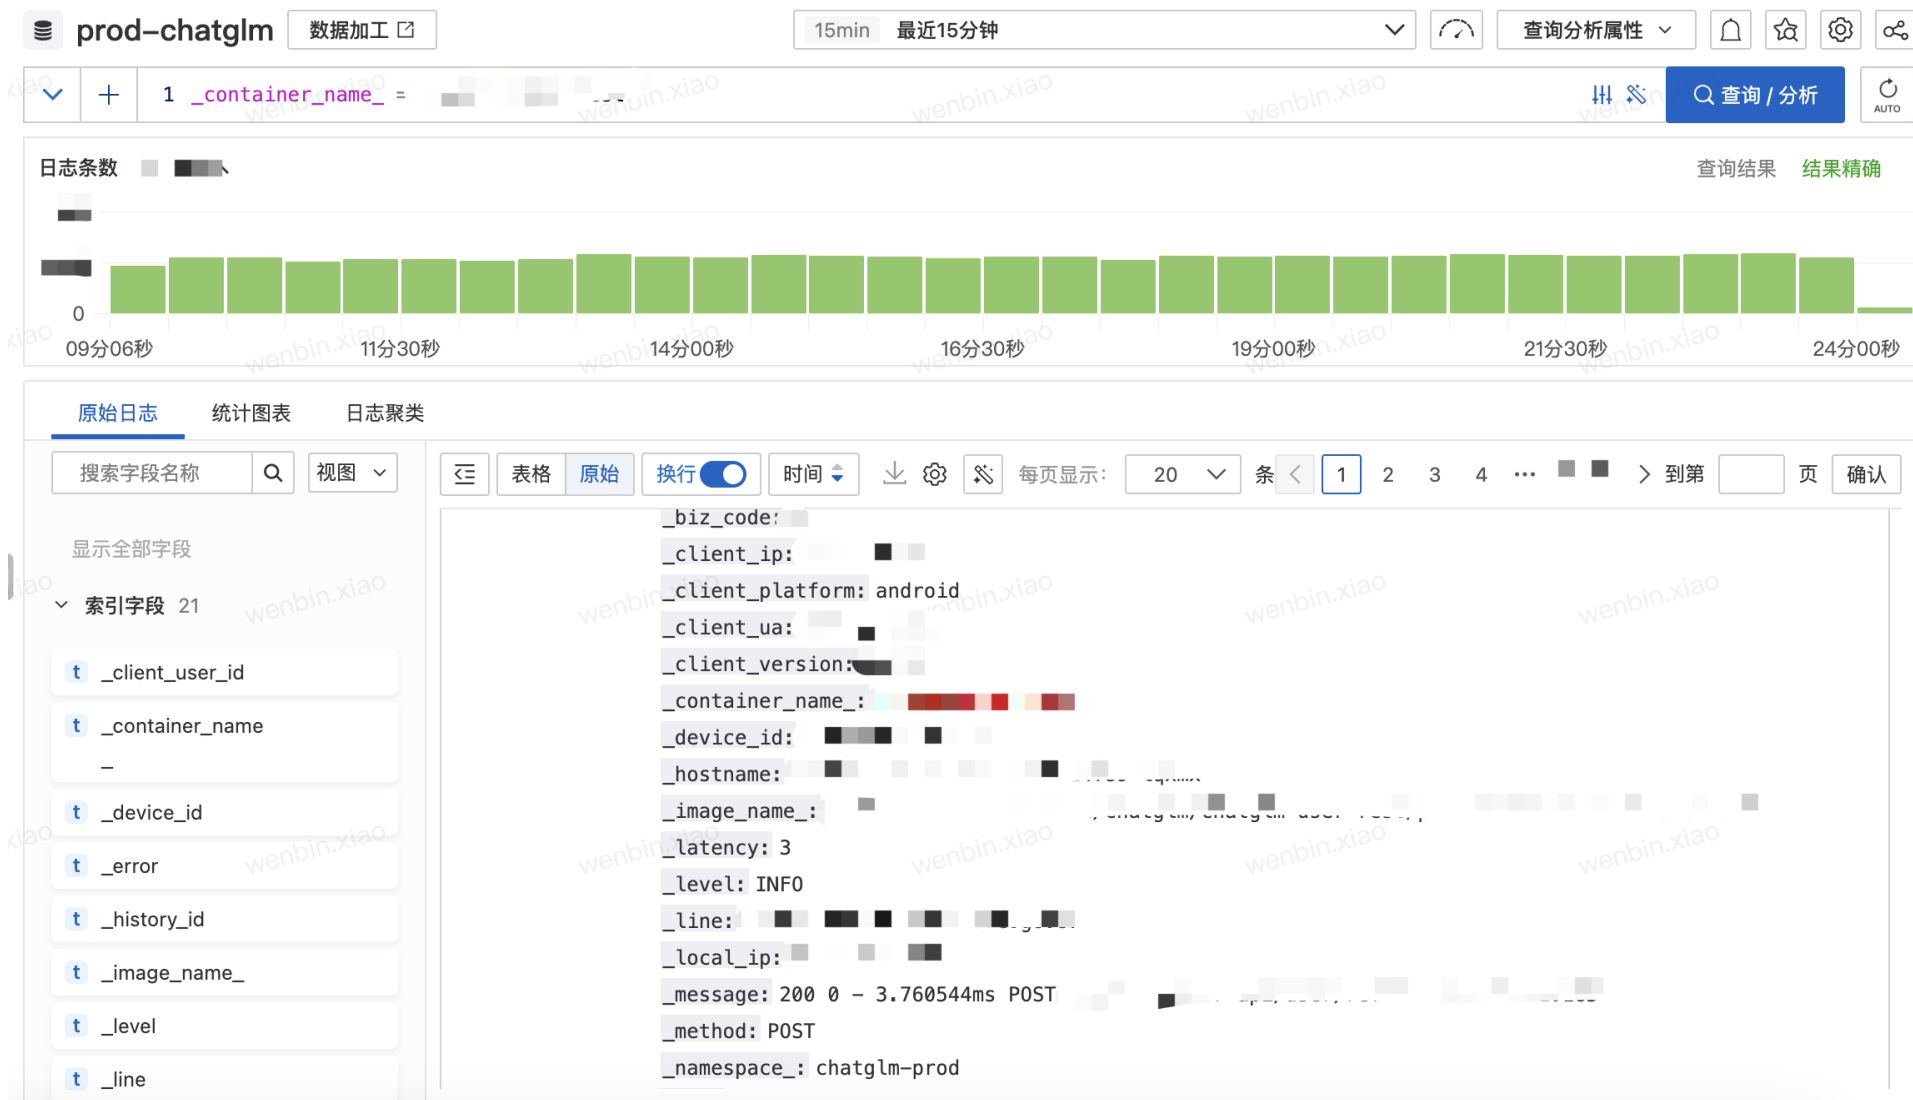 prod-chatglm
数据加工
15min 最近15分钟
查询分析属性
1 _container_name_ =
查询 / 分析
AUTO
日志条数
查询结果 结果精确
0
09分06秒 11分30秒 14分00秒 16分30秒 19分00秒 21分30秒 24分00秒
原始日志 统计图表 日志聚类
搜索字段名称
视图
表格 原始 换行 时间
每页显示: 20 条 1 2 3 4 ... 到第 页 确认
显示全部字段
索引字段 21
t _client_user_id
t _container_name
_
t _device_id
t _error
t _history_id
t _image_name_
t _level
t _line
_biz_code:
_client_ip:
_client_platform: android
_client_ua:
_client_version:
_container_name_:
_device_id:
_hostname:
_image_name_:
_latency: 3
_level: INFO
_line:
_local_ip:
_message: 200 0 - 3.760544ms POST
_method: POST
_namespace_: chatglm-prod
wenbin.xiao